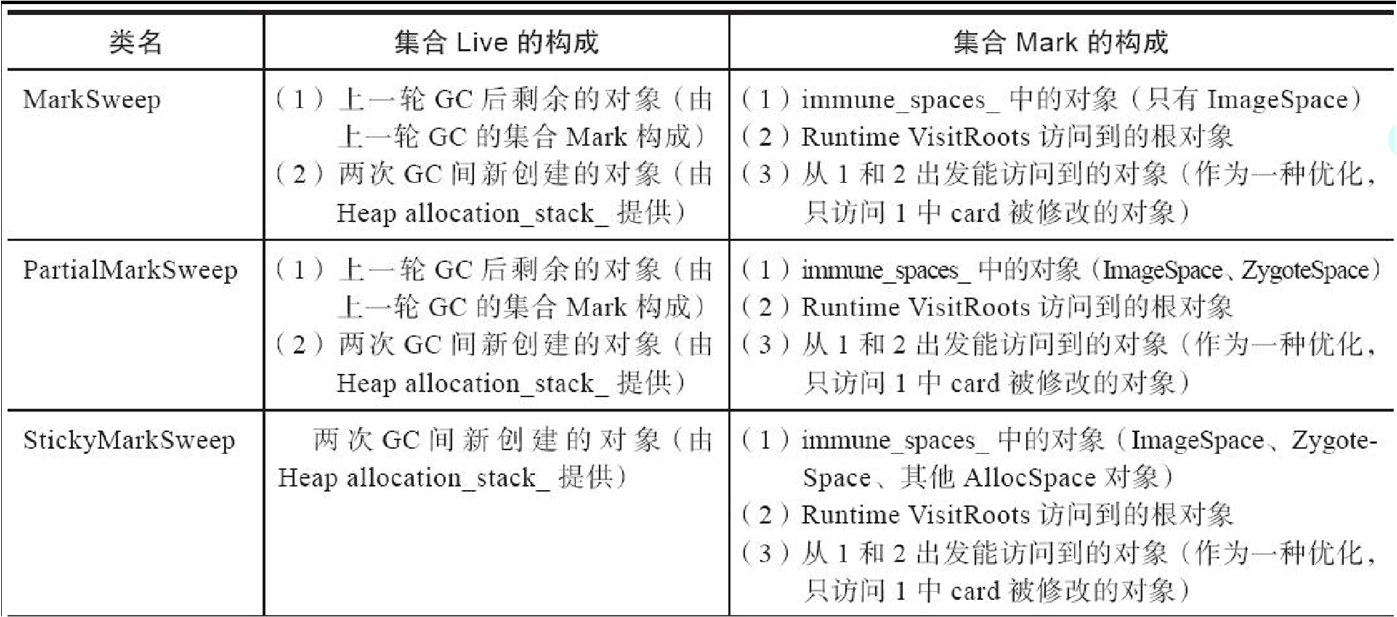 类名
集合 Live 的构成
集合 Mark 的构成
MarkSweep
（1）上一轮 GC 后剩余的对象（由
上一轮 GC 的集合 Mark 构成）
（2）两次 GC 间新创建的对象（由
Heap allocation_stack_ 提供）
（1）immune_spaces_ 中的对象（只有 ImageSpace）
（2）Runtime VisitRoots 访问到的根对象
（3）从 1 和 2 出发能访问到的对象（作为一种优化，
只访问 1 中 card 被修改的对象）
PartialMarkSweep
（1）上一轮 GC 后剩余的对象（由
上一轮 GC 的集合 Mark 构成）
（2）两次 GC 间新创建的对象（由
Heap allocation_stack_ 提供）
（1）immune_spaces_ 中的对象（ImageSpace、ZygoteSpace）
（2）Runtime VisitRoots 访问到的根对象
（3）从 1 和 2 出发能访问到的对象（作为一种优化，
只访问 1 中 card 被修改的对象）
StickyMarkSweep
两次 GC 间新创建的对象（由
Heap allocation_stack_ 提供）
（1）immune_spaces_ 中的对象（ImageSpace、Zygote-
Space、其他 AllocSpace 对象）
（2）Runtime VisitRoots 访问到的根对象
（3）从 1 和 2 出发能访问到的对象（作为一种优化，
只访问 1 中 card 被修改的对象）